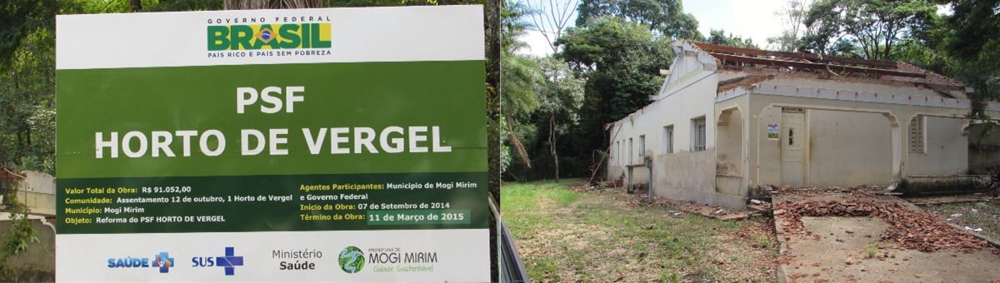 GOVERNO FEDERAL
BRASIL
PAÍS RICO É PAÍS SEM POBREZA
PSF
HORTO DE VERGEL
Valor Total da Obra: R$ 91.052,00
Comunidade: Assentamento 12 de outubro, 1 Horto de Vergel
Município: Mogi Mirim
Objeto: Reforma do PSF HORTO DE VERGEL
Agentes Participantes: Município de Mogi Mirim
e Governo Federal
Início da Obra: 07 de Setembro de 2014
Término da Obra: 11 de Março de 2015
SAÚDE
SUS
Ministério
Saúde
PREFEITURA DE
MOGI MIRIM
Cidade Sustentável